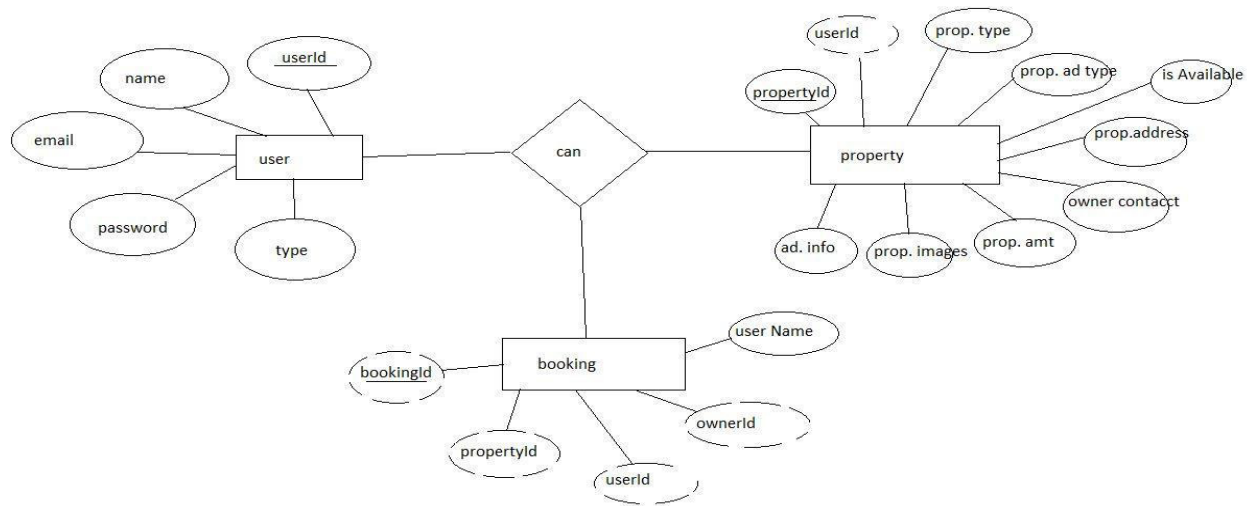 userId
name
email
user
password
type
can
userId
prop. type
prop. ad type
is Available
propertyId
prop.address
property
owner contacct
ad. info
prop. images
prop. amt
user Name
booking
bookingId
ownerId
propertyId
userId